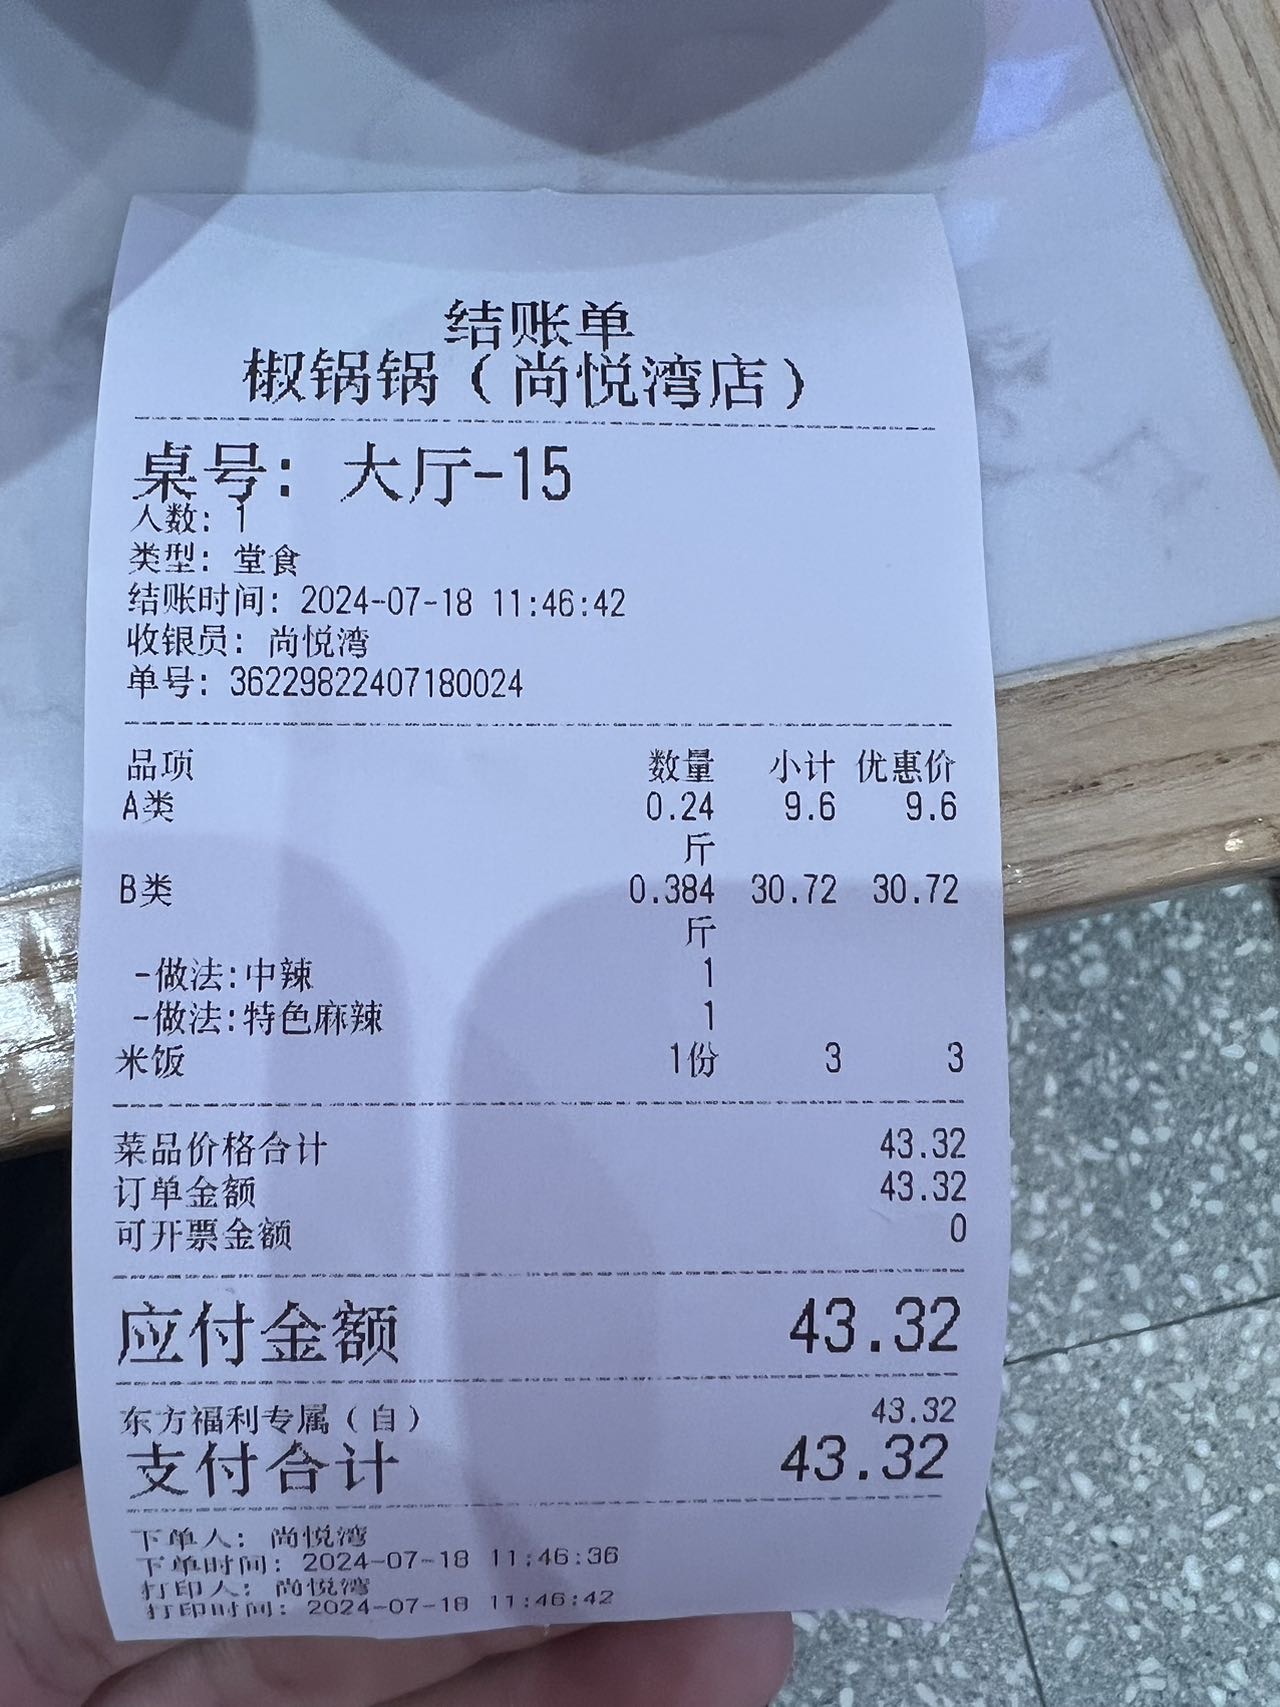 结账单
椒锅锅（尚悦湾店）
桌号: 大厅-15
人数: 1
类型: 堂食
结账时间: 2024-07-18 11:46:42
收银员: 尚悦湾
单号: 36229822407180024
品项 数量 小计 优惠价
A类 0.24 9.6 9.6
斤
B类 0.384 30.72 30.72
斤
-做法:中辣 1
-做法:特色麻辣 1
米饭 1份 3 3
菜品价格合计 43.32
订单金额 43.32
可开票金额 0
应付金额 43.32
东方福利专属（自） 43.32
支付合计 43.32
下单人: 尚悦湾
下单时间: 2024-07-18 11:46:36
打印人: 尚悦湾
打印时间: 2024-07-18 11:46:42